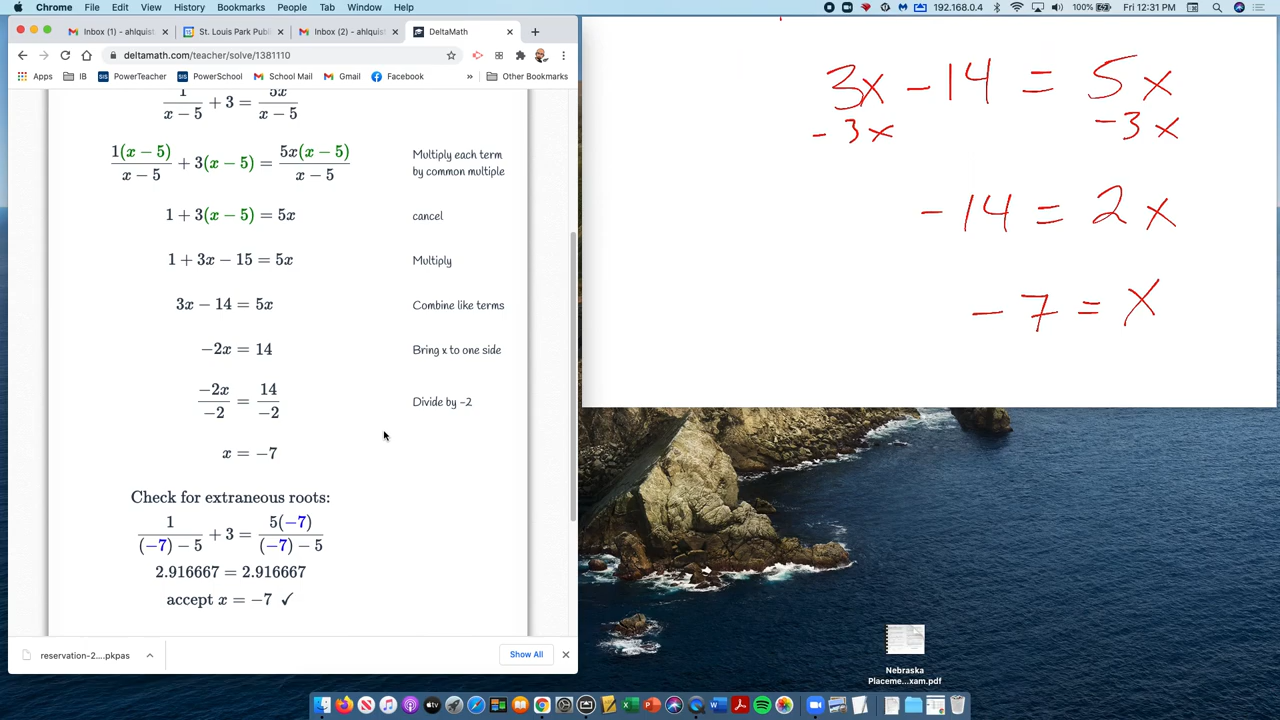 Chrome File Edit View History Bookmarks People Tab Window Help 192.168.0.4 100% Fri 12:31 PM
Inbox (1) - ahlquist St. Louis Park Publ Inbox (2) - ahlquist DeltaMath
deltamath.com/teacher/solve/1381110
Apps IB PowerTeacher PowerSchool School Mail Gmail Facebook » Other Bookmarks
1/(x − 5) + 3 = 5x/(x − 5)
1(x − 5)/(x − 5) + 3(x − 5) = 5x(x − 5)/(x − 5) Multiply each term
by common multiple
1 + 3(x − 5) = 5x cancel
1 + 3x − 15 = 5x Multiply
3x − 14 = 5x Combine like terms
−2x = 14 Bring x to one side
−2x/−2 = 14/−2 Divide by -2
x = −7
Check for extraneous roots:
1/((−7) − 5) + 3 = 5(−7)/((−7) − 5)
2.916667 = 2.916667
accept x = −7 ✓
reservation-2....pkpas Show All
3x - 14 = 5x
- 3x - 3x
- 14 = 2x
- 7 = x
Nebraska
Placeme...xam.pdf